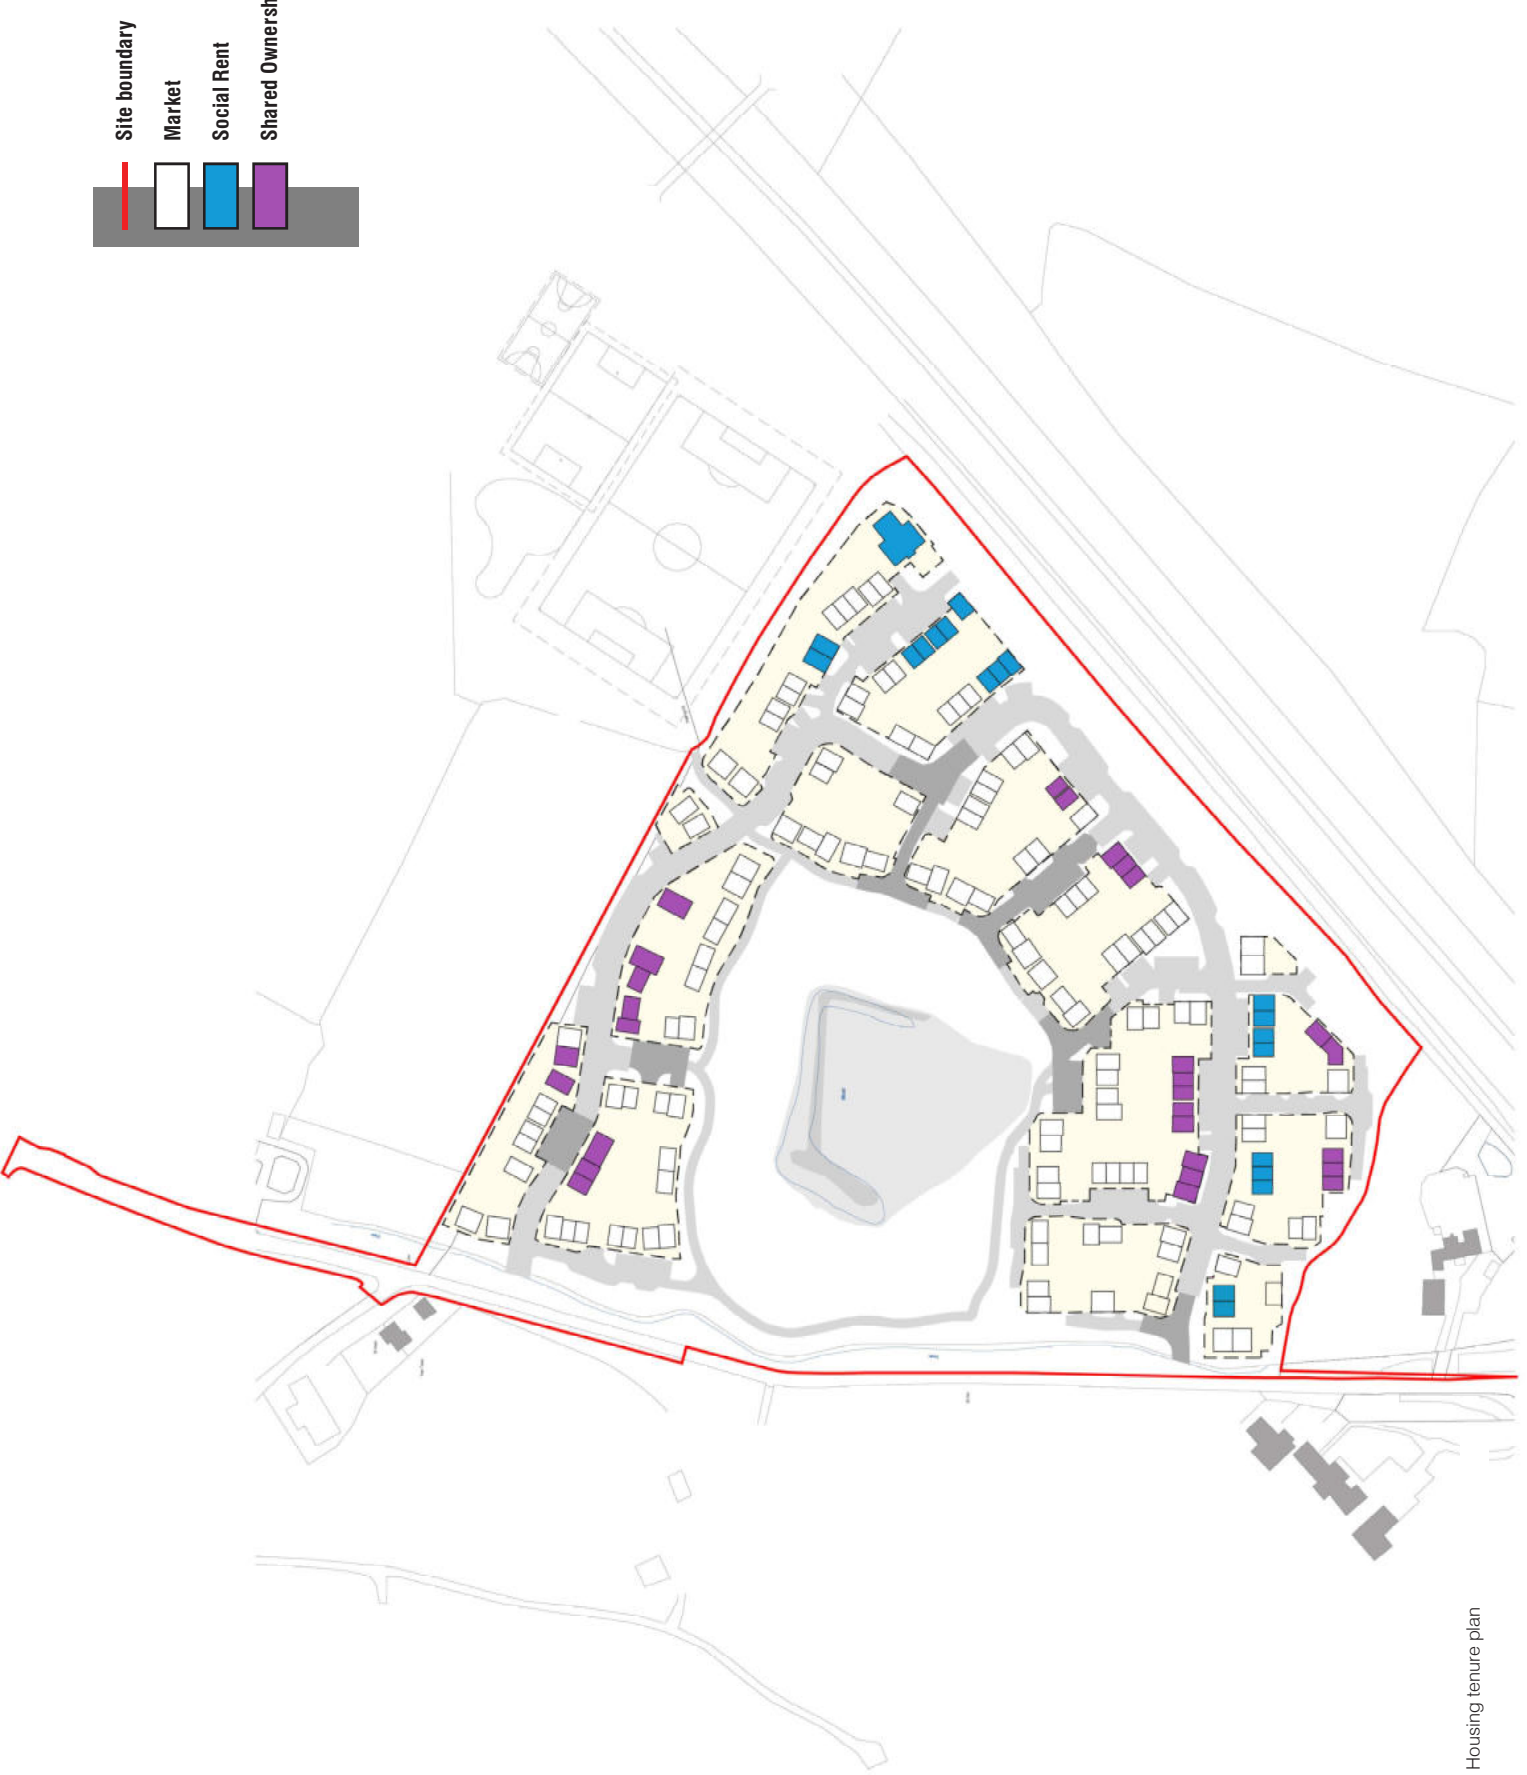 Site boundary
Market
Social Rent
Shared Ownersh
Housing tenure plan